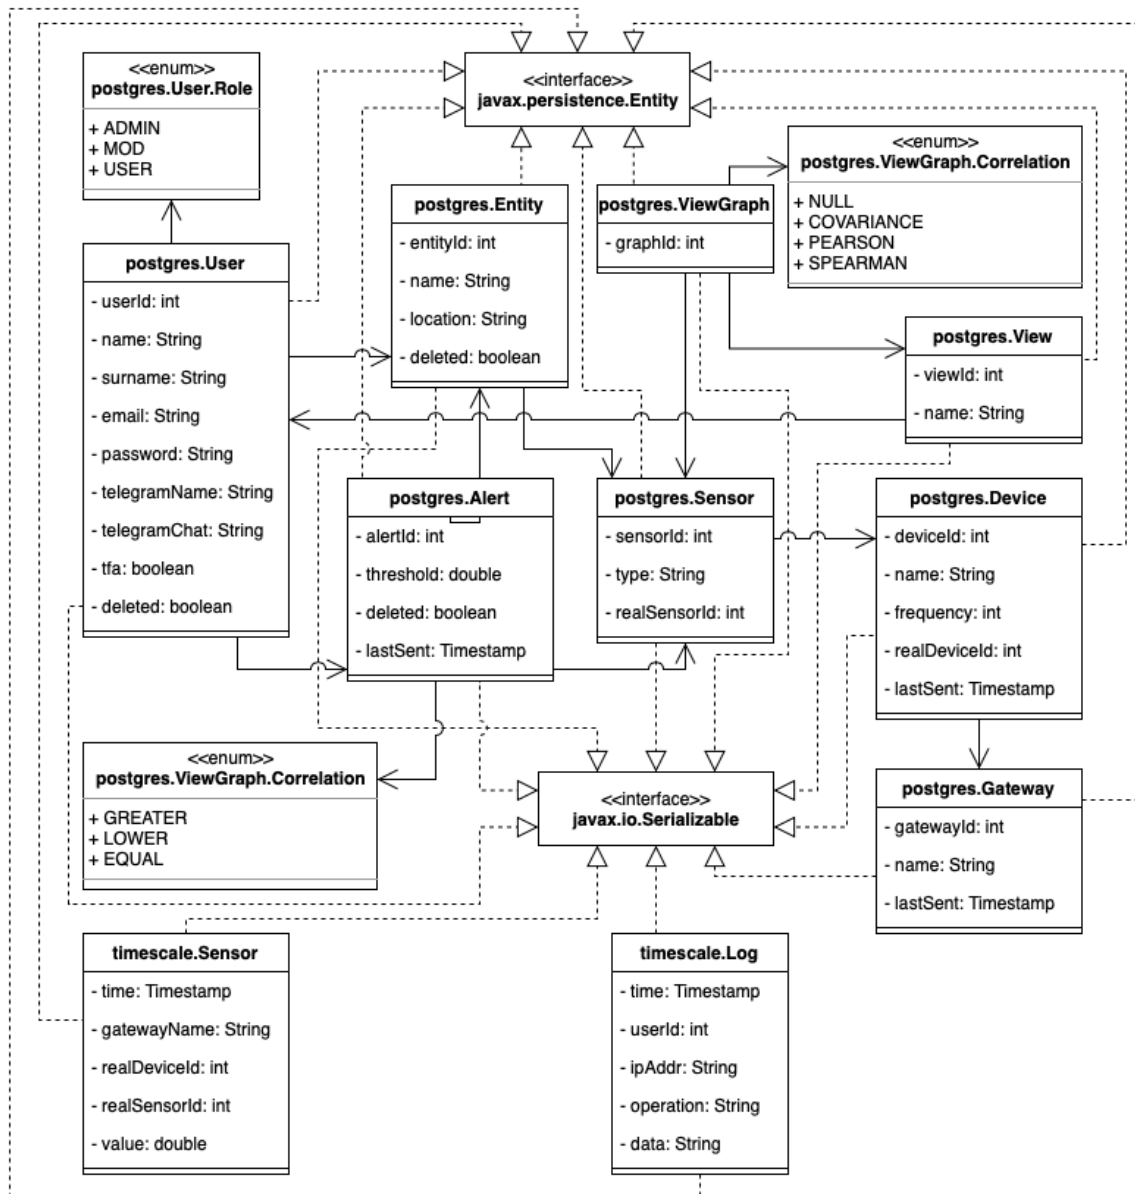 <<enum>>
postgres.User.Role
+ ADMIN
+ MOD
+ USER
<<interface>>
javax.persistence.Entity
<<enum>>
postgres.ViewGraph.Correlation
+ NULL
+ COVARIANCE
+ PEARSON
+ SPEARMAN
postgres.Entity
- entityId: int
- name: String
- location: String
- deleted: boolean
postgres.ViewGraph
- graphId: int
postgres.User
- userId: int
- name: String
- surname: String
- email: String
- password: String
- telegramName: String
- telegramChat: String
- tfa: boolean
- deleted: boolean
postgres.View
- viewId: int
- name: String
postgres.Alert
- alertId: int
- threshold: double
- deleted: boolean
- lastSent: Timestamp
postgres.Sensor
- sensorId: int
- type: String
- realSensorId: int
postgres.Device
- deviceId: int
- name: String
- frequency: int
- realDeviceId: int
- lastSent: Timestamp
<<enum>>
postgres.ViewGraph.Correlation
+ GREATER
+ LOWER
+ EQUAL
<<interface>>
javax.io.Serializable
postgres.Gateway
- gatewayId: int
- name: String
- lastSent: Timestamp
timescale.Sensor
- time: Timestamp
- gatewayName: String
- realDeviceId: int
- realSensorId: int
- value: double
timescale.Log
- time: Timestamp
- userId: int
- ipAddr: String
- operation: String
- data: String